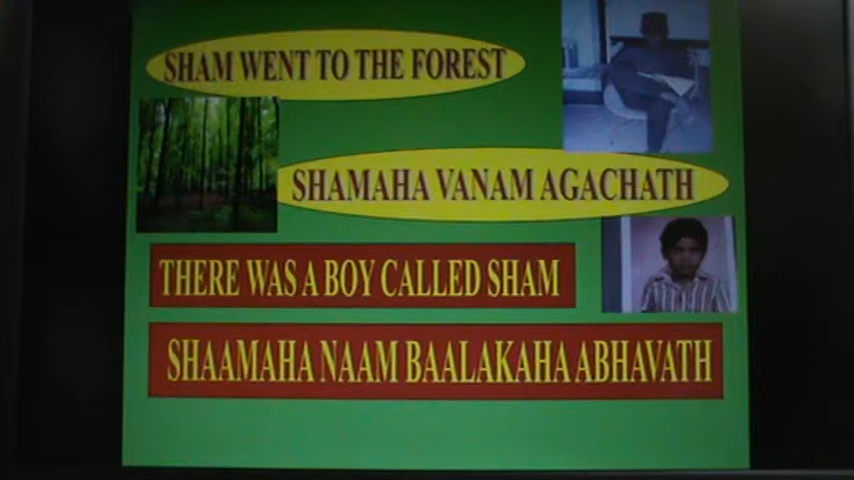 SHAM WENT TO THE FOREST
SHAMAHA VANAM AGACHATH
THERE WAS A BOY CALLED SHAM
SHAAMAHA NAAM BAALAKAHA ABHAVATH